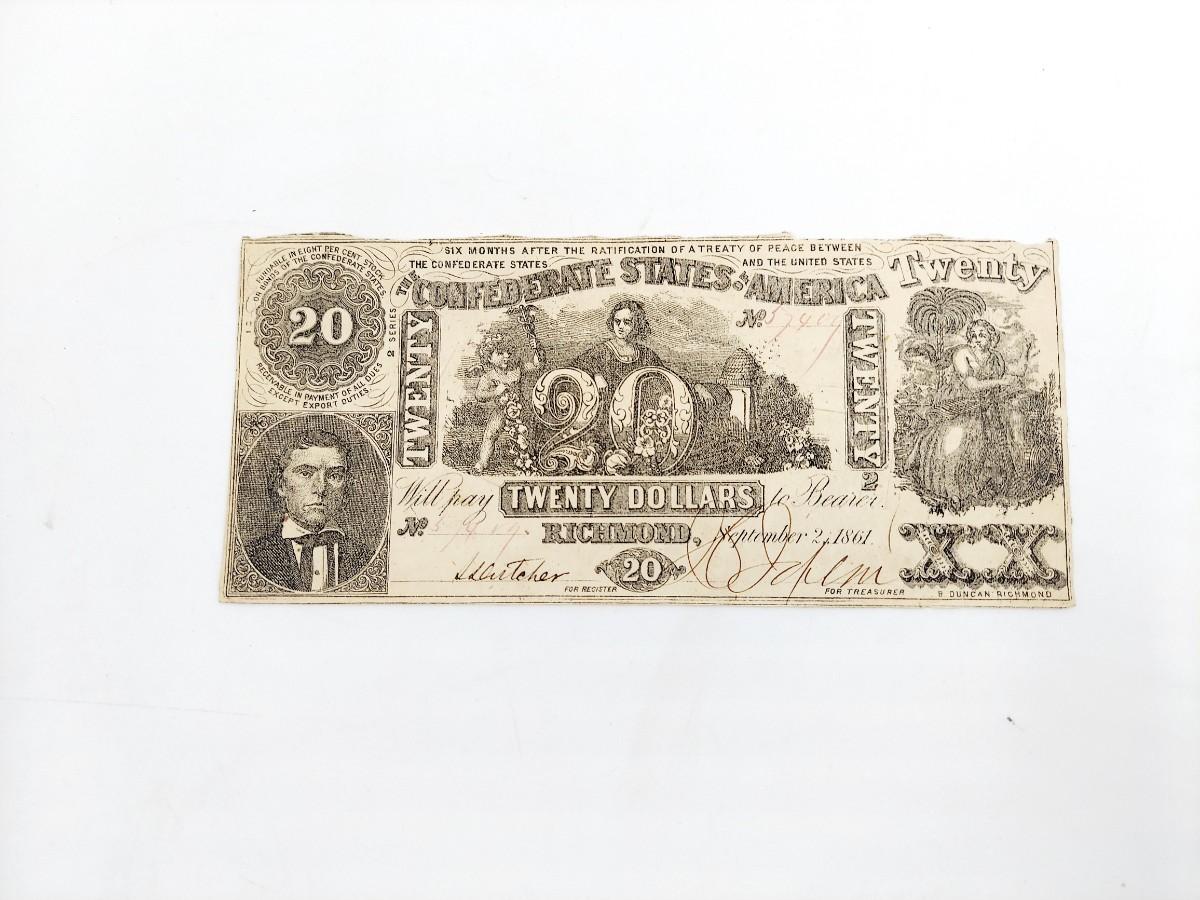 SIX MONTHS AFTER THE RATIFICATION OF A TREATY OF PEACE BETWEEN
THE CONFEDERATE STATES AND THE UNITED STATES
THE CONFEDERATE STATES OF AMERICA
Twenty
OR FUNDABLE IN EIGHT PER CENT STOCK
OR BONDS OF THE CONFEDERATE STATES
20
RECEIVABLE IN PAYMENT OF ALL DUES
EXCEPT EXPORT DUTIES
2 SERIES
TWENTY
No.
20
TWENTY
2
Will pay TWENTY DOLLARS to Bearer.
No.
RICHMOND, September 2, 1861.
XX
20
FOR REGISTER
FOR TREASURER
B. DUNCAN RICHMOND